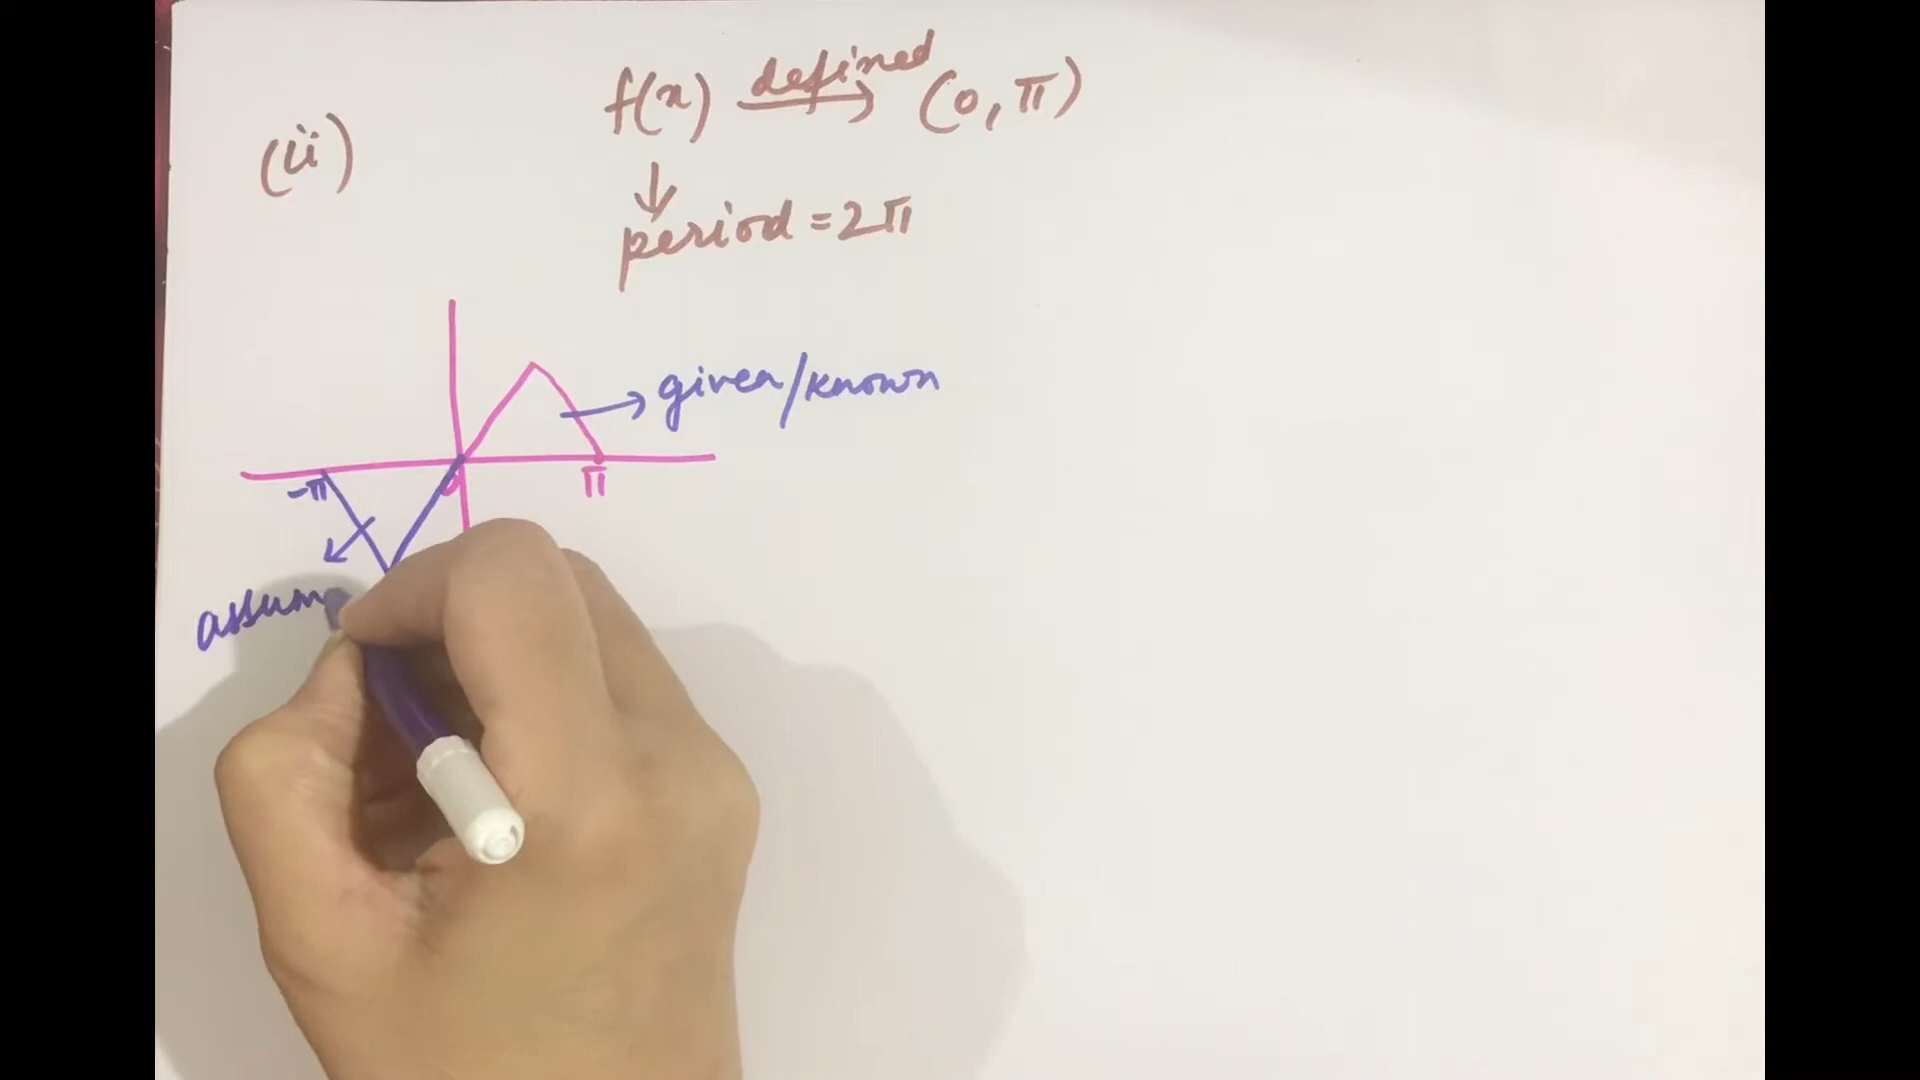 f(x) defined (0, π)
(ii)
period = 2π
given/known
-π 0 π
assum